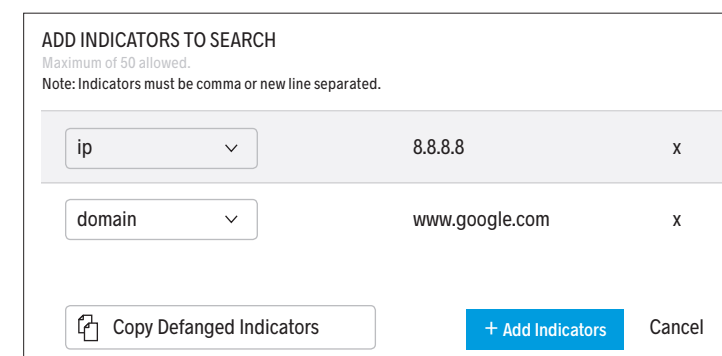 ADD INDICATORS TO SEARCH
Maximum of 50 allowed.
Note: Indicators must be comma or new line separated.
ip 8.8.8.8 x
domain www.google.com x
Copy Defanged Indicators + Add Indicators Cancel